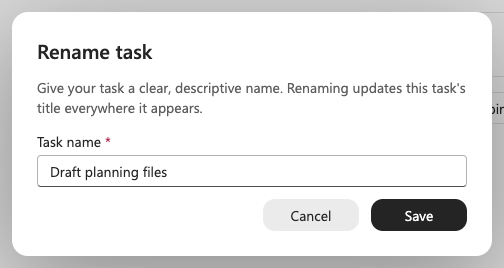 Rename task
Give your task a clear, descriptive name. Renaming updates this task's
title everywhere it appears.
Task name *
Draft planning files
Cancel
Save